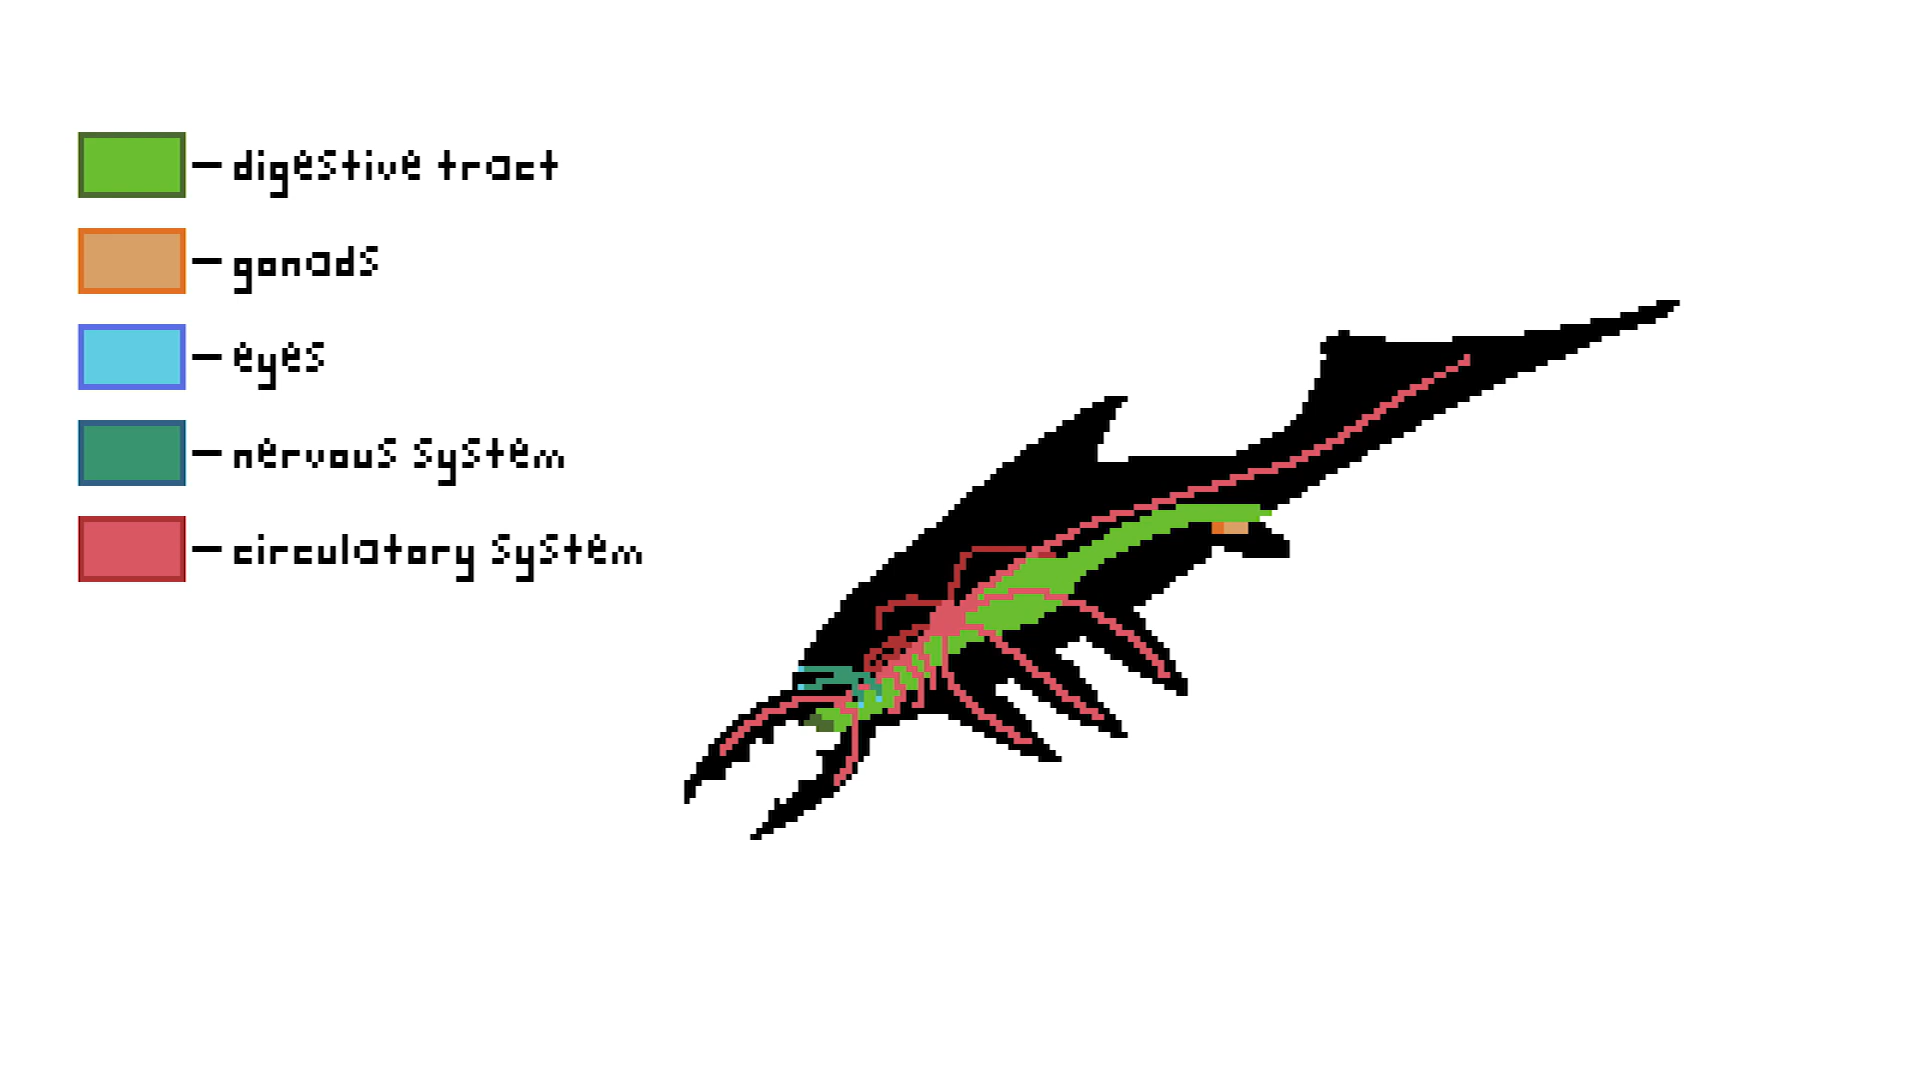 digestive tract
gonads
eyes
nervous system
circulatory system